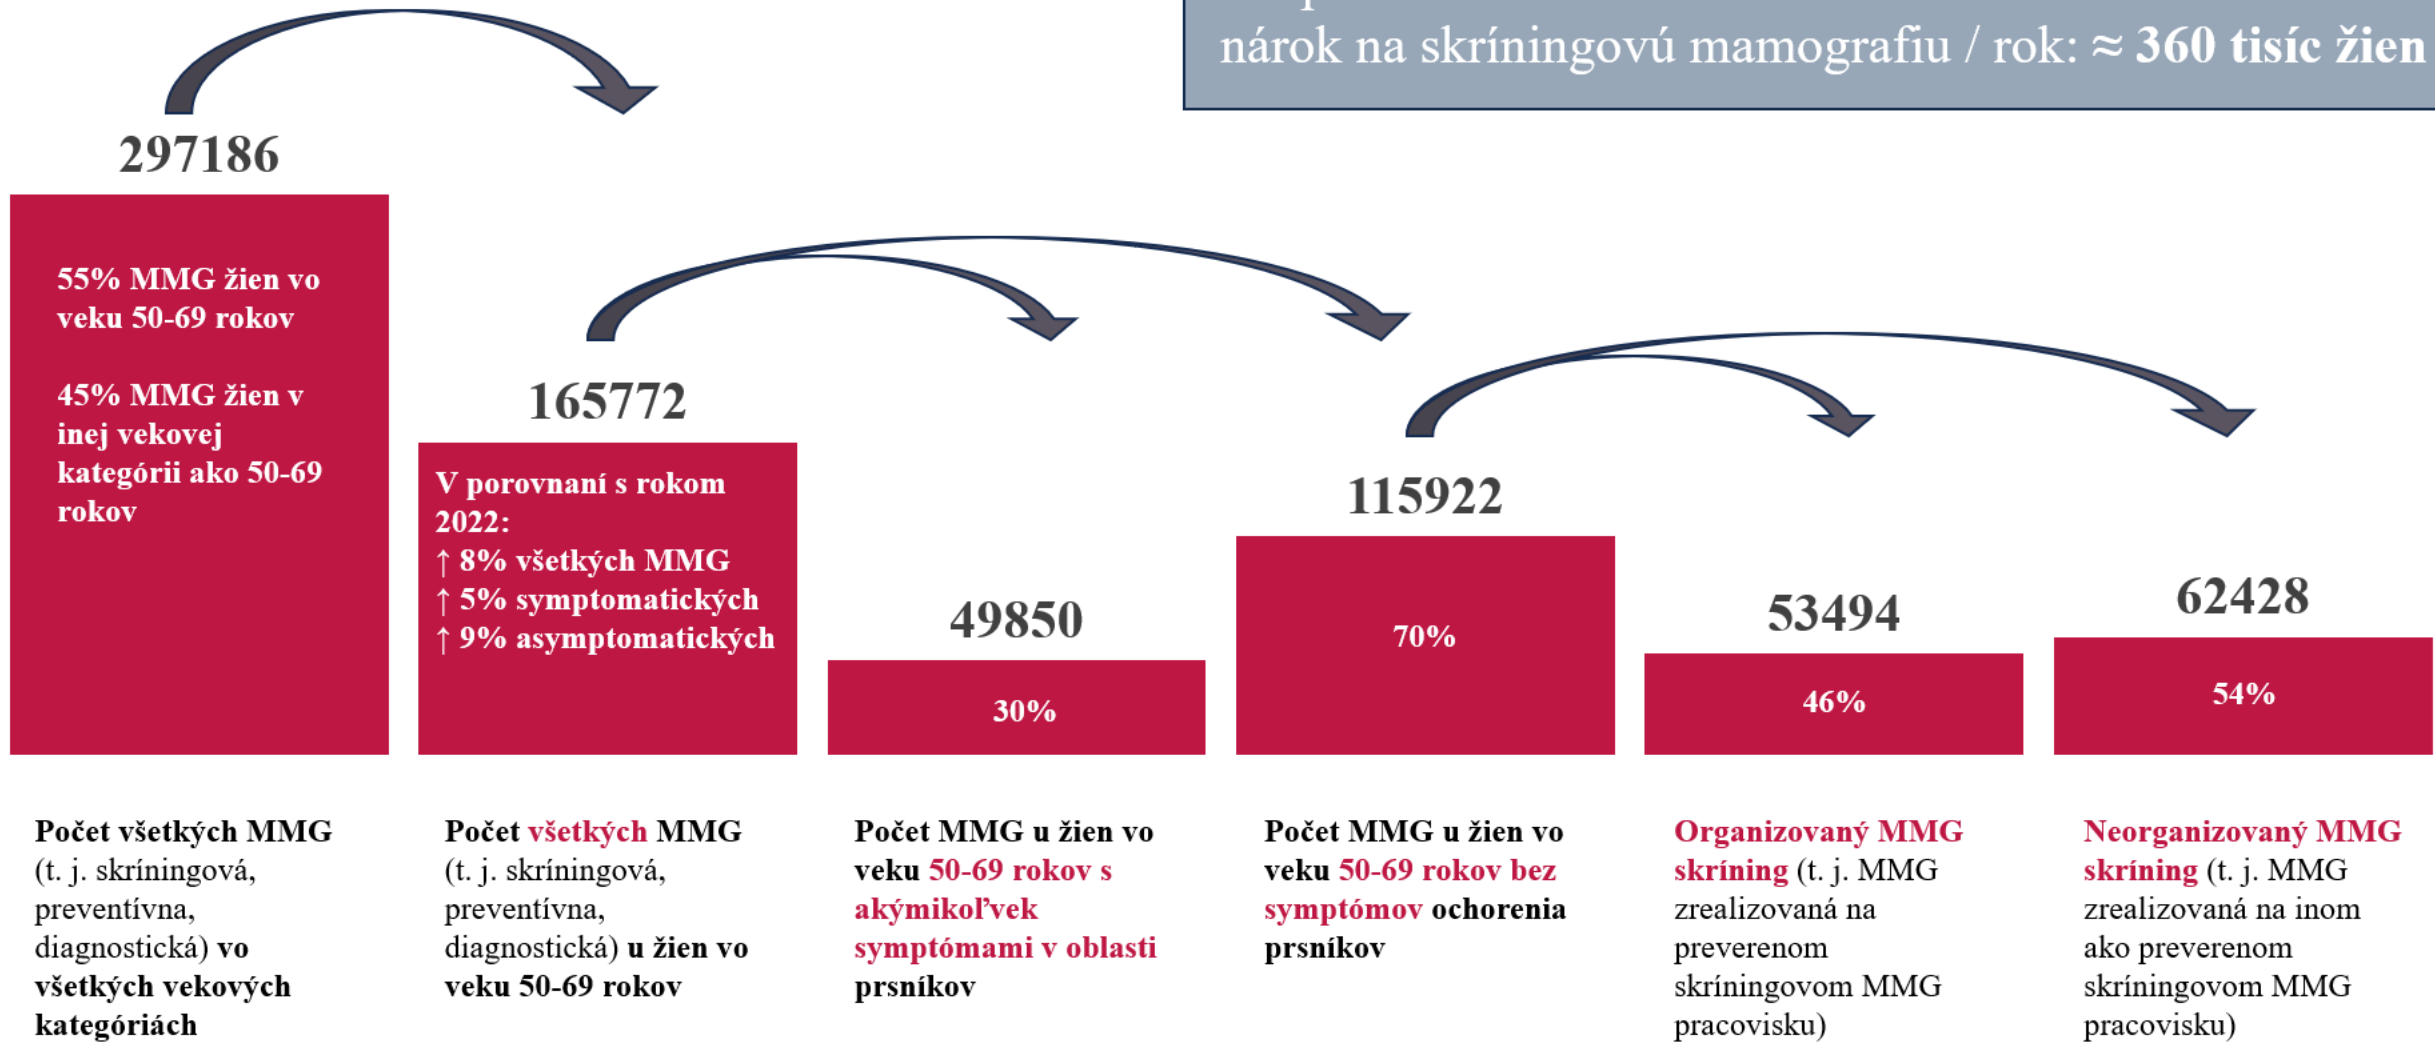 nárok na skríningovú mamografiu / rok: ≈ 360 tisíc žien
297186
55% MMG žien vo
veku 50-69 rokov
45% MMG žien v
inej vekovej
kategórii ako 50-69
rokov
165772
V porovnaní s rokom
2022:
↑ 8% všetkých MMG
↑ 5% symptomatických
↑ 9% asymptomatických
49850
30%
115922
70%
53494
46%
62428
54%
Počet všetkých MMG
(t. j. skríningová,
preventívna,
diagnostická) vo
všetkých vekových
kategóriách
Počet všetkých MMG
(t. j. skríningová,
preventívna,
diagnostická) u žien vo
veku 50-69 rokov
Počet MMG u žien vo
veku 50-69 rokov s
akýmikoľvek
symptómami v oblasti
prsníkov
Počet MMG u žien vo
veku 50-69 rokov bez
symptómov ochorenia
prsníkov
Organizovaný MMG
skríning (t. j. MMG
zrealizovaná na
preverenom
skríningovom MMG
pracovisku)
Neorganizovaný MMG
skríning (t. j. MMG
zrealizovaná na inom
ako preverenom
skríningovom MMG
pracovisku)